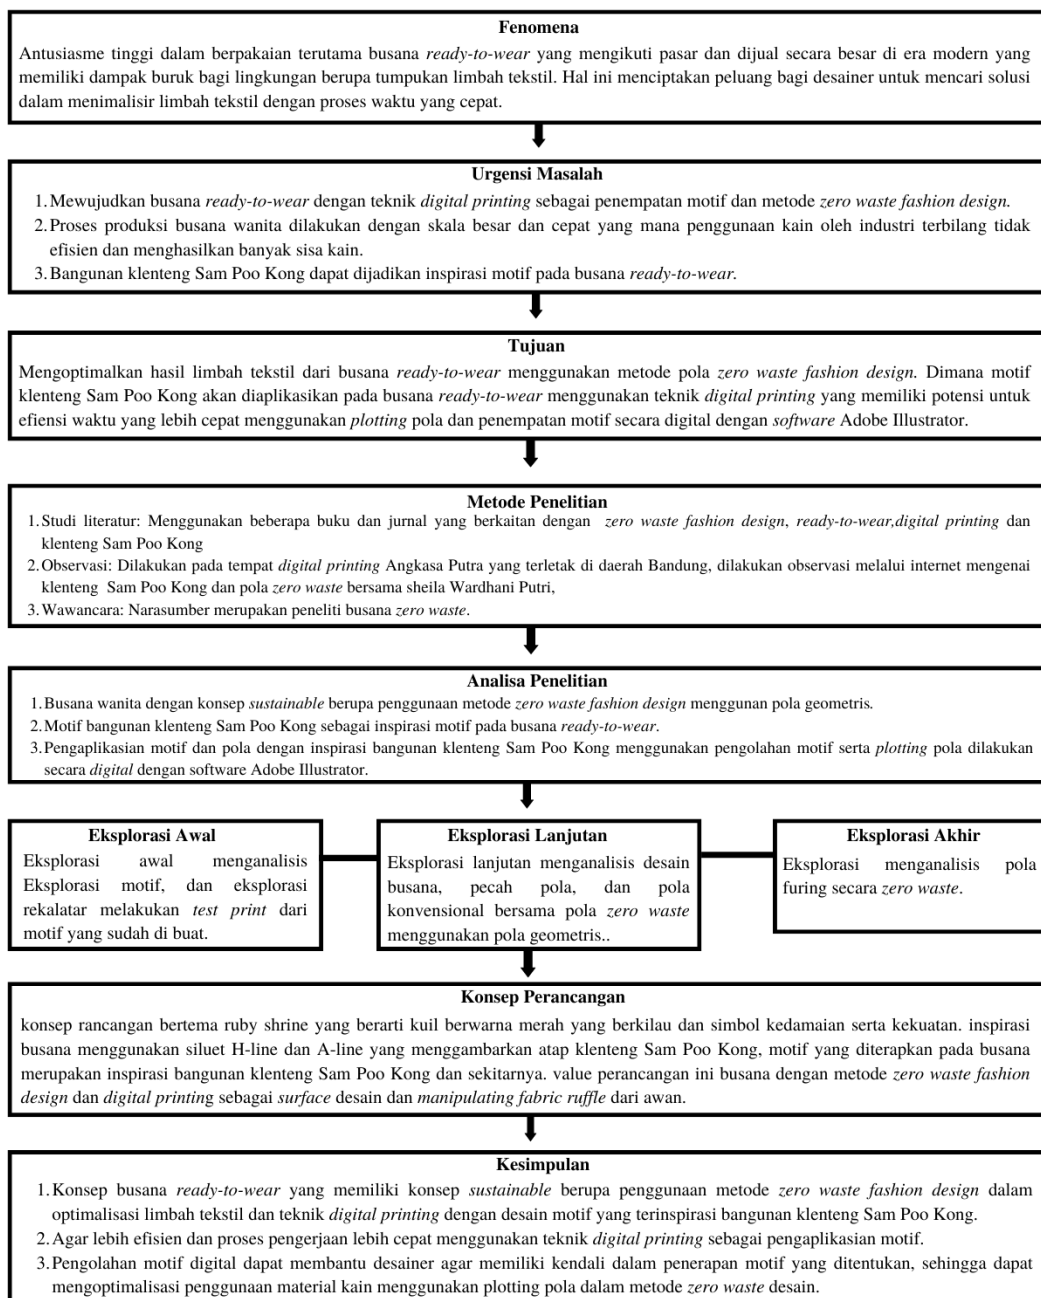 Fenomena
Antusiasme tinggi dalam berpakaian terutama busana ready-to-wear yang mengikuti pasar dan dijual secara besar di era modern yang
memiliki dampak buruk bagi lingkungan berupa tumpukan limbah tekstil. Hal ini menciptakan peluang bagi desainer untuk mencari solusi
dalam menimalisir limbah tekstil dengan proses waktu yang cepat.
Urgensi Masalah
1. Mewujudkan busana ready-to-wear dengan teknik digital printing sebagai penempatan motif dan metode zero waste fashion design.
2. Proses produksi busana wanita dilakukan dengan skala besar dan cepat yang mana penggunaan kain oleh industri terbilang tidak
efisien dan menghasilkan banyak sisa kain.
3. Bangunan klenteng Sam Poo Kong dapat dijadikan inspirasi motif pada busana ready-to-wear.
Tujuan
Mengoptimalkan hasil limbah tekstil dari busana ready-to-wear menggunakan metode pola zero waste fashion design. Dimana motif
klenteng Sam Poo Kong akan diaplikasikan pada busana ready-to-wear menggunakan teknik digital printing yang memiliki potensi untuk
efiensi waktu yang lebih cepat menggunakan plotting pola dan penempatan motif secara digital dengan software Adobe Illustrator.
Metode Penelitian
1. Studi literatur: Menggunakan beberapa buku dan jurnal yang berkaitan dengan zero waste fashion design, ready-to-wear,digital printing dan
klenteng Sam Poo Kong
2. Observasi: Dilakukan pada tempat digital printing Angkasa Putra yang terletak di daerah Bandung, dilakukan observasi melalui internet mengenai
klenteng Sam Poo Kong dan pola zero waste bersama sheila Wardhani Putri,
3. Wawancara: Narasumber merupakan peneliti busana zero waste.
Analisa Penelitian
1. Busana wanita dengan konsep sustainable berupa penggunaan metode zero waste fashion design menggunan pola geometris.
2. Motif bangunan klenteng Sam Poo Kong sebagai inspirasi motif pada busana ready-to-wear.
3. Pengaplikasian motif dan pola dengan inspirasi bangunan klenteng Sam Poo Kong menggunakan pengolahan motif serta plotting pola dilakukan
secara digital dengan software Adobe Illustrator.
Eksplorasi Awal
Eksplorasi awal menganalisis
Eksplorasi motif, dan eksplorasi
rekalatar melakukan test print dari
motif yang sudah di buat.
Eksplorasi Lanjutan
Eksplorasi lanjutan menganalisis desain
busana, pecah pola, dan pola
konvensional bersama pola zero waste
menggunakan pola geometris..
Eksplorasi Akhir
Eksplorasi menganalisis pola
furing secara zero waste.
Konsep Perancangan
konsep rancangan bertema ruby shrine yang berarti kuil berwarna merah yang berkilau dan simbol kedamaian serta kekuatan. inspirasi
busana menggunakan siluet H-line dan A-line yang menggambarkan atap klenteng Sam Poo Kong, motif yang diterapkan pada busana
merupakan inspirasi bangunan klenteng Sam Poo Kong dan sekitarnya. value perancangan ini busana dengan metode zero waste fashion
design dan digital printing sebagai surface desain dan manipulating fabric ruffle dari awan.
Kesimpulan
1. Konsep busana ready-to-wear yang memiliki konsep sustainable berupa penggunaan metode zero waste fashion design dalam
optimalisasi limbah tekstil dan teknik digital printing dengan desain motif yang terinspirasi bangunan klenteng Sam Poo Kong.
2. Agar lebih efisien dan proses pengerjaan lebih cepat menggunakan teknik digital printing sebagai pengaplikasian motif.
3. Pengolahan motif digital dapat membantu desainer agar memiliki kendali dalam penerapan motif yang ditentukan, sehingga dapat
mengoptimalisasi penggunaan material kain menggunakan plotting pola dalam metode zero waste desain.